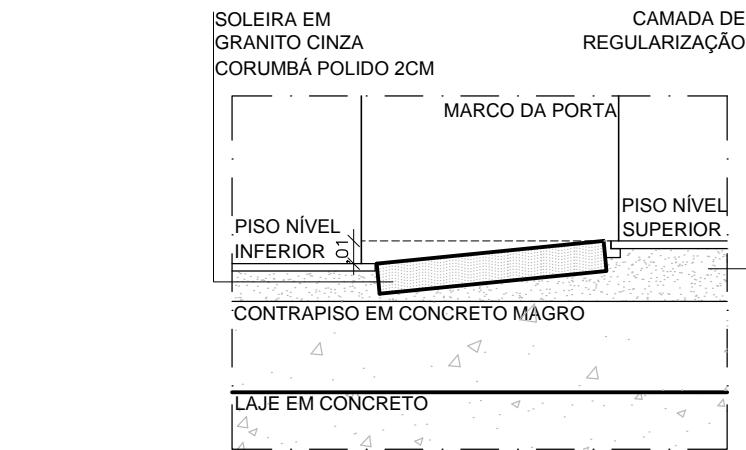 SOLEIRA EM
GRANITO CINZA
CORUMBÁ POLIDO 2CM
CAMADA DE
REGULARIZAÇÃO
MARCO DA PORTA
PISO NÍVEL
INFERIOR
.01
PISO NÍVEL
SUPERIOR
CONTRAPISO EM CONCRETO MAGRO
LAJE EM CONCRETO